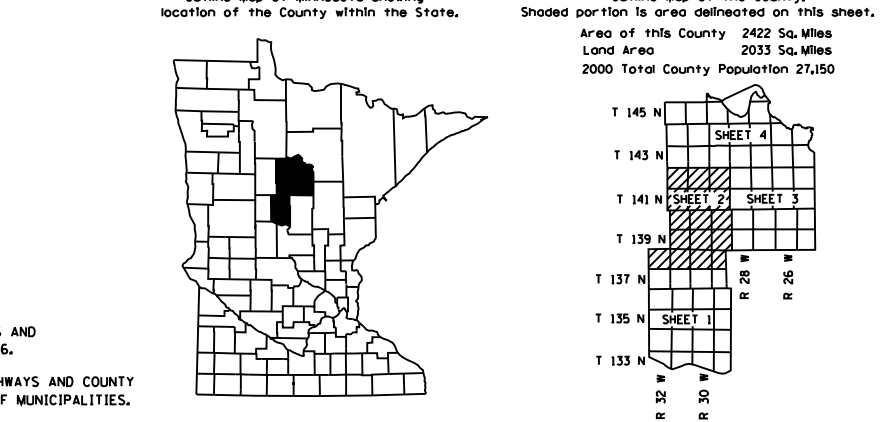 location of the County within the State.
Shaded portion is area delineated on this sheet.
Area of this County 2422 Sq. Miles
Land Area 2033 Sq. Miles
2000 Total County Population 27,150
T 145 N
SHEET 4
T 143 N
T 141 N
SHEET 2
SHEET 3
T 139 N
R 28 W
R 26 W
T 137 N
T 135 N
SHEET 1
T 133 N
R 32 W
R 30 W
AND
6.
HWAYS AND COUNTY
F MUNICIPALITIES.